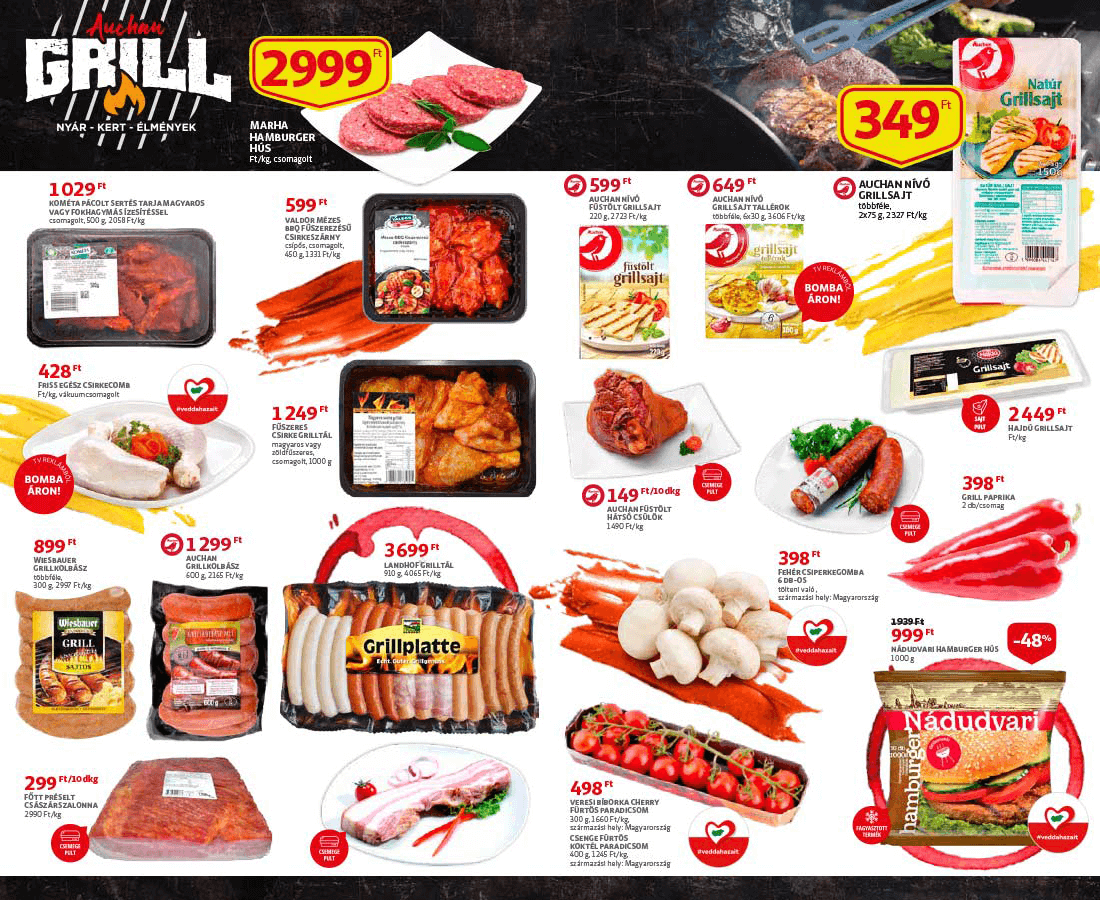 Auchan
GRILL
NYÁR - KERT - ÉLMÉNYEK
2999 Ft
MARHA
HAMBURGER
HÚS
Ft/kg, csomagolt
349 Ft
Auchan
Natúr
Grillsajt
150g
AUCHAN NÍVÓ
GRILLSAJT
többféle,
2x75 g, 2327 Ft/kg
1029 Ft
KOMÉTA PÁCOLT SERTÉS TARJA MAGYAROS
VAGY FOKHAGYMÁS ÍZESÍTÉSSEL
csomagolt, 500 g, 2058 Ft/kg
599 Ft
VALDOR MÉZES
BBQ FŰSZEREZÉSŰ
CSIRKESZÁRNY
csípős, csomagolt,
450 g, 1331 Ft/kg
599 Ft
AUCHAN NÍVÓ
FÜSTÖLT GRILLSAJT
220 g, 2723 Ft/kg
füstölt
grillsajt
220 g
649 Ft
AUCHAN NÍVÓ
GRILLSAJT TALLÉROK
többféle, 6x30 g, 3606 Ft/kg
grillsajt
tallérok
6
180 g
TV REKLÁMBÓL
BOMBA
ÁRON!
428 Ft
FRISS EGÉSZ CSIRKECOMB
Ft/kg, vákuumcsomagolt
#veddahazait
TV REKLÁMBÓL
BOMBA
ÁRON!
1249 Ft
FŰSZERES
CSIRKE GRILLTÁL
magyaros vagy
zöldfűszeres,
csomagolt, 1000 g
149 Ft/10 dkg
AUCHAN FÜSTÖLT
HÁTSÓ CSÜLÖK
1490 Ft/kg
CSEMEGE
PULT
CSEMEGE
PULT
Hajdú
Grillsajt
SAJT
PULT
2449 Ft
HAJDÚ GRILLSAJT
Ft/kg
398 Ft
GRILL PAPRIKA
2 db/csomag
899 Ft
WIESBAUER
GRILLKOLBÁSZ
többféle,
300 g, 2997 Ft/kg
Wiesbauer
GRILL
SAJTOS
1299 Ft
AUCHAN
GRILLKOLBÁSZ
600 g, 2165 Ft/kg
600 g
3699 Ft
LANDHOF GRILLTÁL
910 g, 4065 Ft/kg
Grillplatte
Echt. Guter. Grillgenuss.
398 Ft
FEHÉR CSIPERKEGOMBA
6 DB-OS
tölteni való,
származási hely: Magyarország
#veddahazait
1939 Ft
999 Ft
NÁDUDVARI HAMBURGER HÚS
1000 g
-48%
Nádudvari
hamburger
FAGYASZTOTT
TERMÉK
#veddahazait
299 Ft/10 dkg
FŐTT PRÉSELT
CSÁSZÁRSZALONNA
2990 Ft/kg
CSEMEGE
PULT
CSEMEGE
PULT
498 Ft
VERESI BÍBORKA CHERRY
FÜRTÖS PARADICSOM
300 g, 1660 Ft/kg,
származási hely: Magyarország
CSENGE FÜRTÖS
KOKTÉL PARADICSOM
400 g, 1245 Ft/kg,
származási hely: Magyarország
#veddahazait